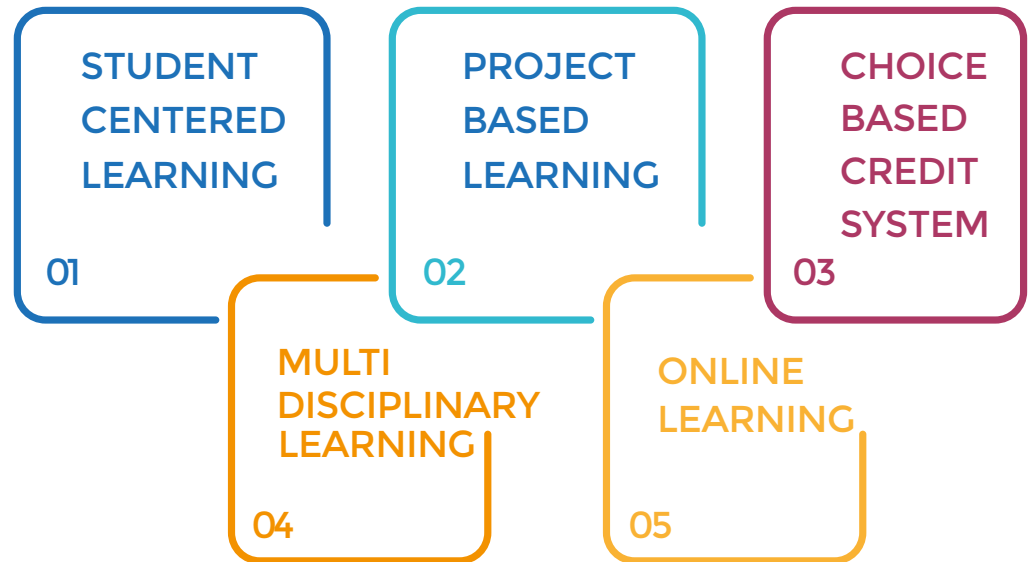 STUDENT
CENTERED
LEARNING
01
PROJECT
BASED
LEARNING
02
CHOICE
BASED
CREDIT
SYSTEM
03
MULTI
DISCIPLINARY
LEARNING
04
ONLINE
LEARNING
05